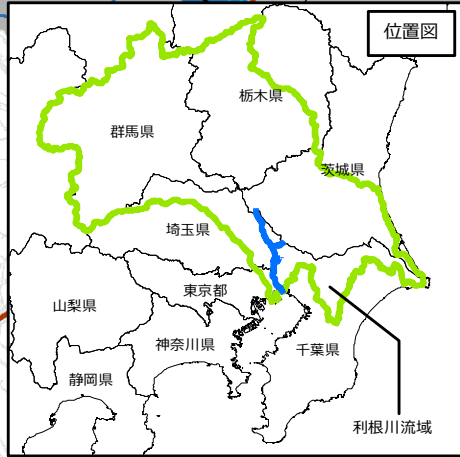 位置図
栃木県
群馬県
茨城県
埼玉県
東京都
山梨県
神奈川県
千葉県
静岡県
利根川流域